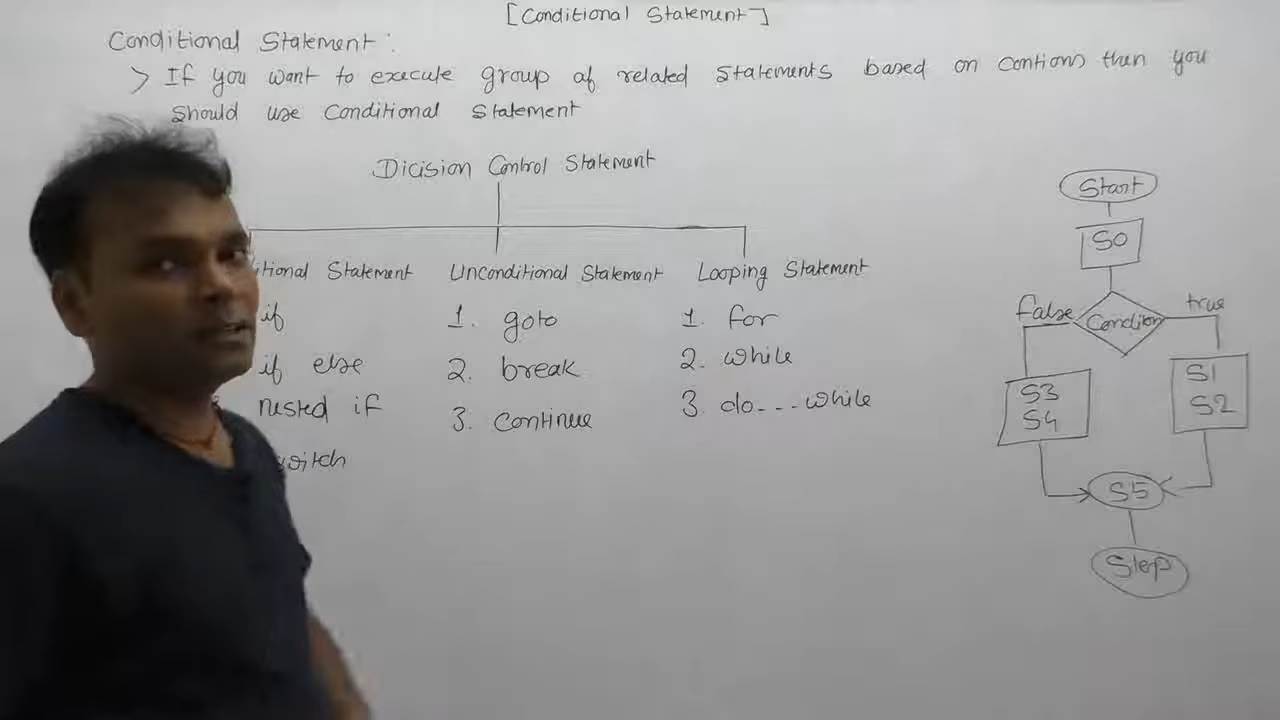 [Conditional Statement]
Conditional Statement:
> If you want to execute group of related statements based on contions then you
should use conditional statement
Dicision Control Statement
itional Statement
if
if else
nested if
witch
Unconditional Statement
1. goto
2. break
3. continue
Looping Statement
1. for
2. while
3. do---while
Start
S0
false
Condition
true
S3
S4
S1
S2
S5
Stop